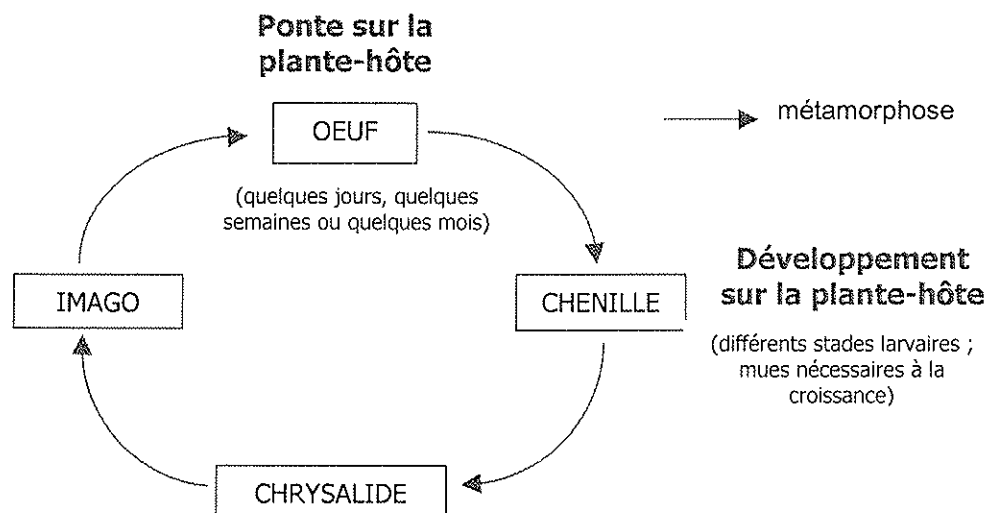 Ponte sur la
plante-hôte
OEUF
métamorphose
(quelques jours, quelques
semaines ou quelques mois)
IMAGO
CHENILLE
Développement
sur la plante-hôte
(différents stades larvaires ;
mues nécessaires à la
croissance)
CHRYSALIDE